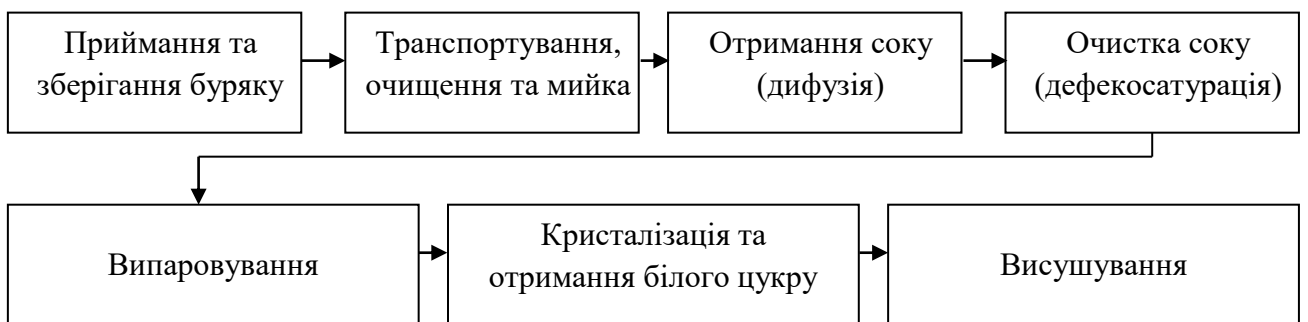 Приймання та
зберігання буряку
Транспортування,
очищення та мийка
Отримання соку
(дифузія)
Очистка соку
(дефекосатурація)
Випаровування
Кристалізація та
отримання білого цукру
Висушування